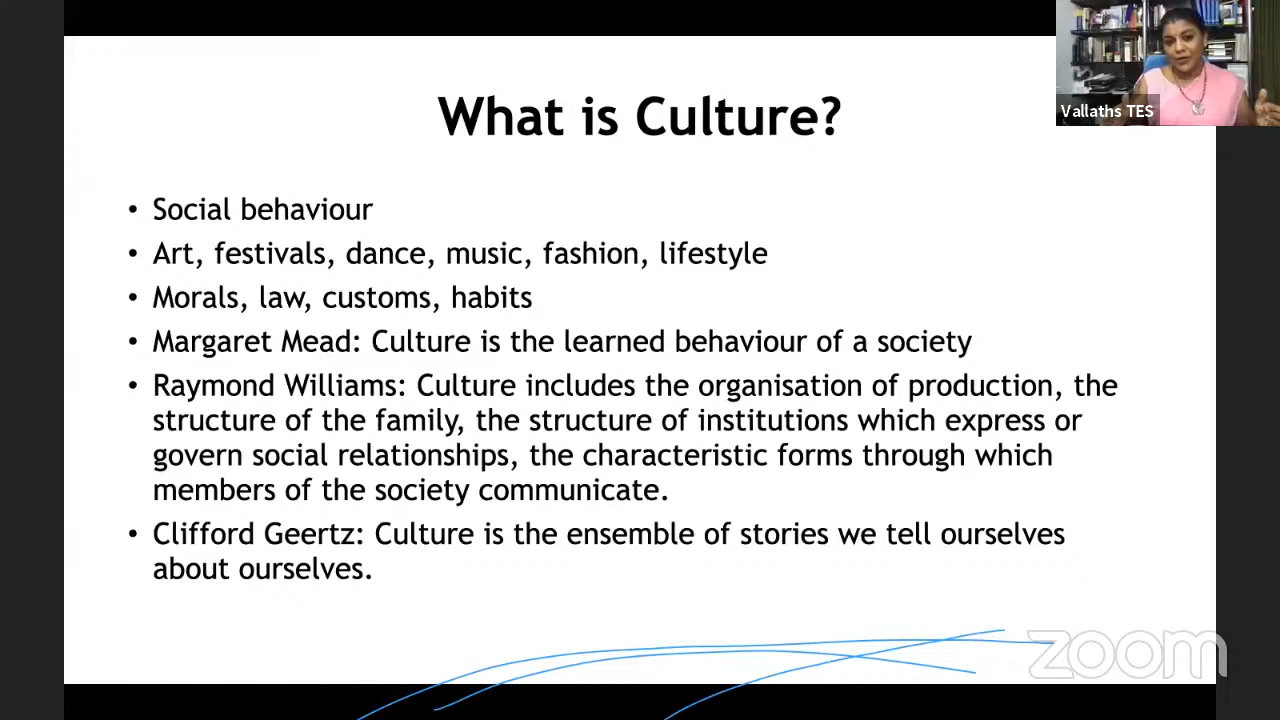 What is Culture?
Vallaths TES
• Social behaviour
• Art, festivals, dance, music, fashion, lifestyle
• Morals, law, customs, habits
• Margaret Mead: Culture is the learned behaviour of a society
• Raymond Williams: Culture includes the organisation of production, the
structure of the family, the structure of institutions which express or
govern social relationships, the characteristic forms through which
members of the society communicate.
• Clifford Geertz: Culture is the ensemble of stories we tell ourselves
about ourselves.
zoom